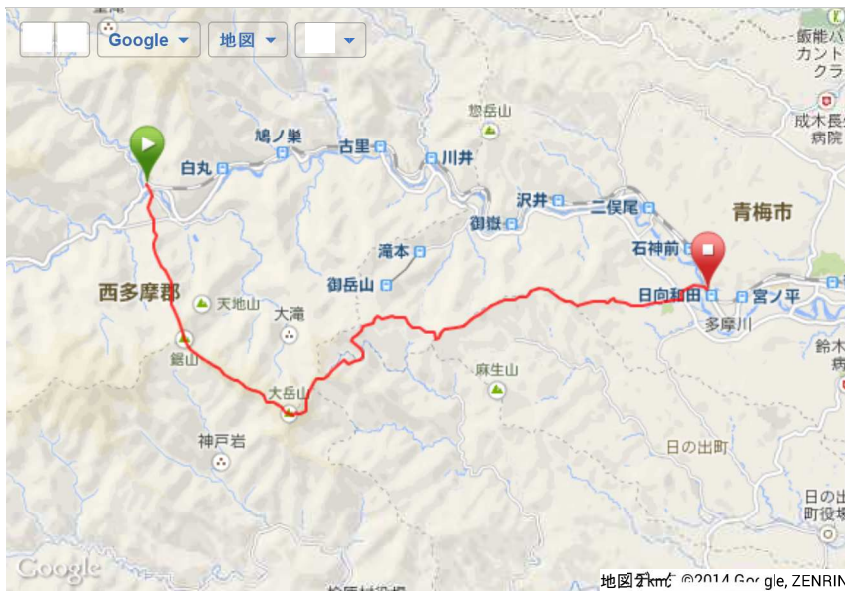 Google
地図
飯能パ
カント
クラ
成木長生
病院
惣岳山
鳩ノ巣
古里
川井
白丸
沢井
二俣尾
青梅市
御嶽
石神前
滝本
御岳山
日向和田
宮ノ平
西多摩郡
天地山
大滝
多摩川
鋸山
鈴木
病
麻生山
大岳山
神戸岩
日の出町
日の出
町役場
Google
©2014 Google, ZENRIN